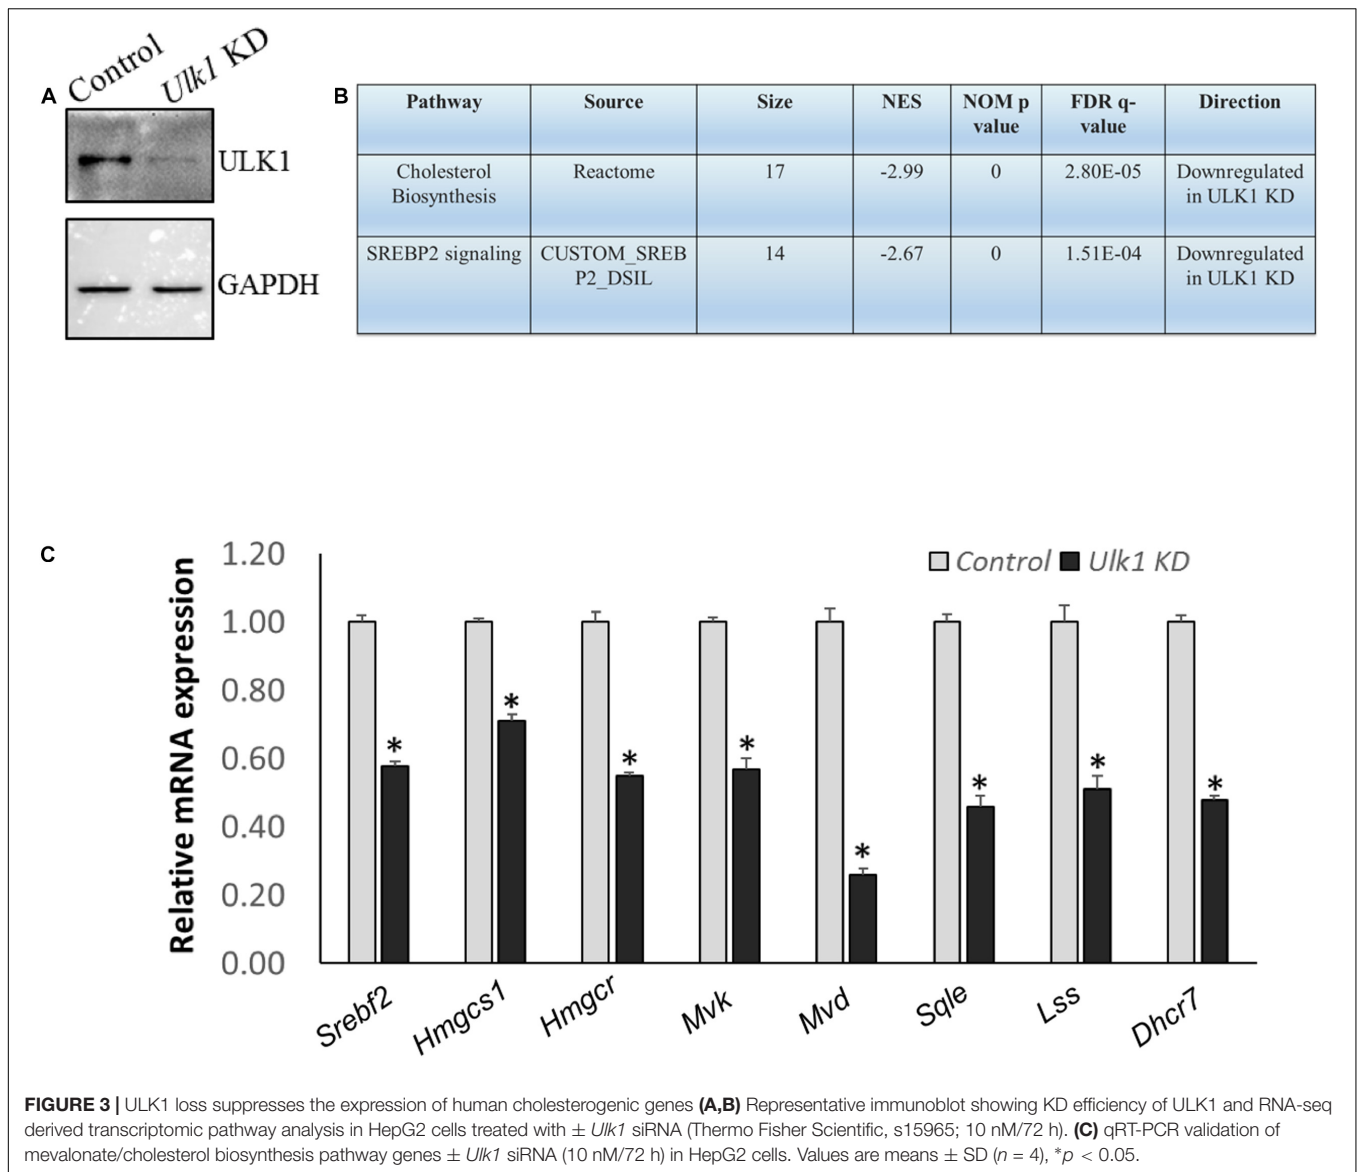 A
Control
Ulk1 KD
ULK1
GAPDH
B
Pathway
Source
Size
NES
NOM p
value
FDR q-
value
Direction
Cholesterol
Biosynthesis
Reactome
17
-2.99
0
2.80E-05
Downregulated
in ULK1 KD
SREBP2 signaling
CUSTOM_SREB
P2_DSIL
14
-2.67
0
1.51E-04
Downregulated
in ULK1 KD
C
Relative mRNA expression
1.20
1.00
0.80
0.60
0.40
0.20
0.00
Control
Ulk1 KD
*
*
*
*
*
*
*
*
Srebf2
Hmgcs1
Hmgcr
Mvk
Mvd
Sqle
Lss
Dhcr7
FIGURE 3 | ULK1 loss suppresses the expression of human cholesterogenic genes (A,B) Representative immunoblot showing KD efficiency of ULK1 and RNA-seq
derived transcriptomic pathway analysis in HepG2 cells treated with ± Ulk1 siRNA (Thermo Fisher Scientific, s15965; 10 nM/72 h). (C) qRT-PCR validation of
mevalonate/cholesterol biosynthesis pathway genes ± Ulk1 siRNA (10 nM/72 h) in HepG2 cells. Values are means ± SD (n = 4), *p < 0.05.